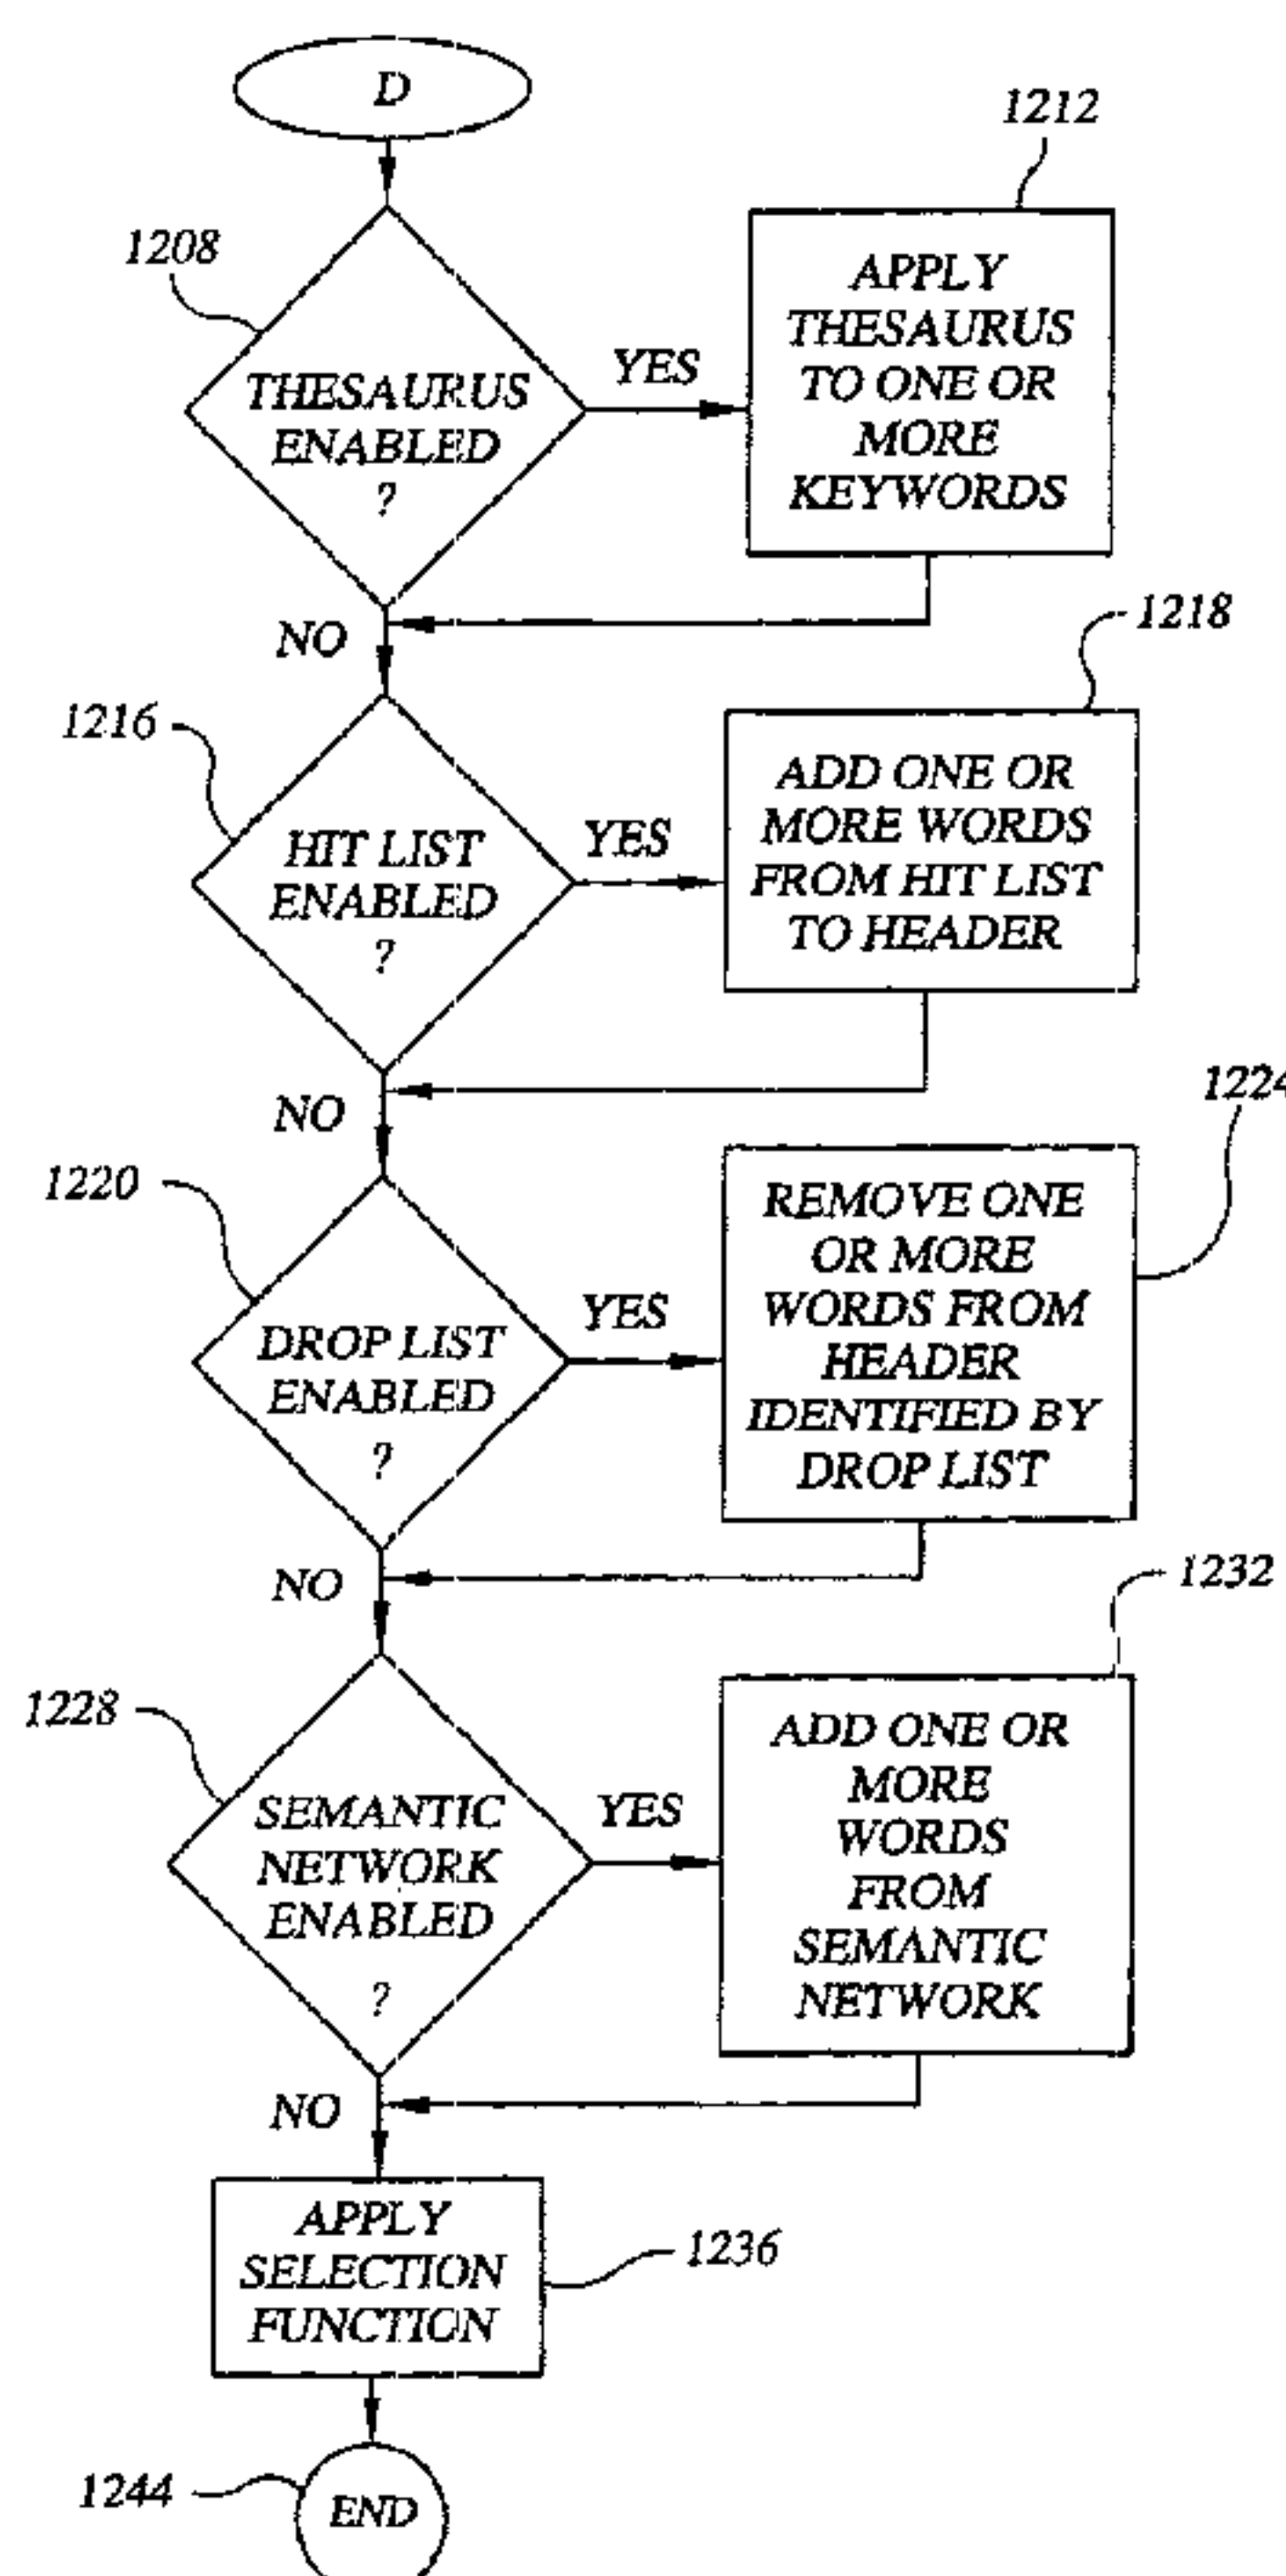 D
1212
1208
APPLY
THESAURUS
TO ONE OR
MORE
KEYWORDS
YES
THESAURUS
ENABLED
?
NO
1218
1216
ADD ONE OR
MORE WORDS
FROM HIT LIST
TO HEADER
YES
HIT LIST
ENABLED
?
NO
1224
1220
REMOVE ONE
OR MORE
WORDS FROM
HEADER
IDENTIFIED BY
DROP LIST
YES
DROP LIST
ENABLED
?
NO
1232
1228
ADD ONE OR
MORE
WORDS
FROM
SEMANTIC
NETWORK
YES
SEMANTIC
NETWORK
ENABLED
?
NO
APPLY
SELECTION
FUNCTION
1236
1244
END